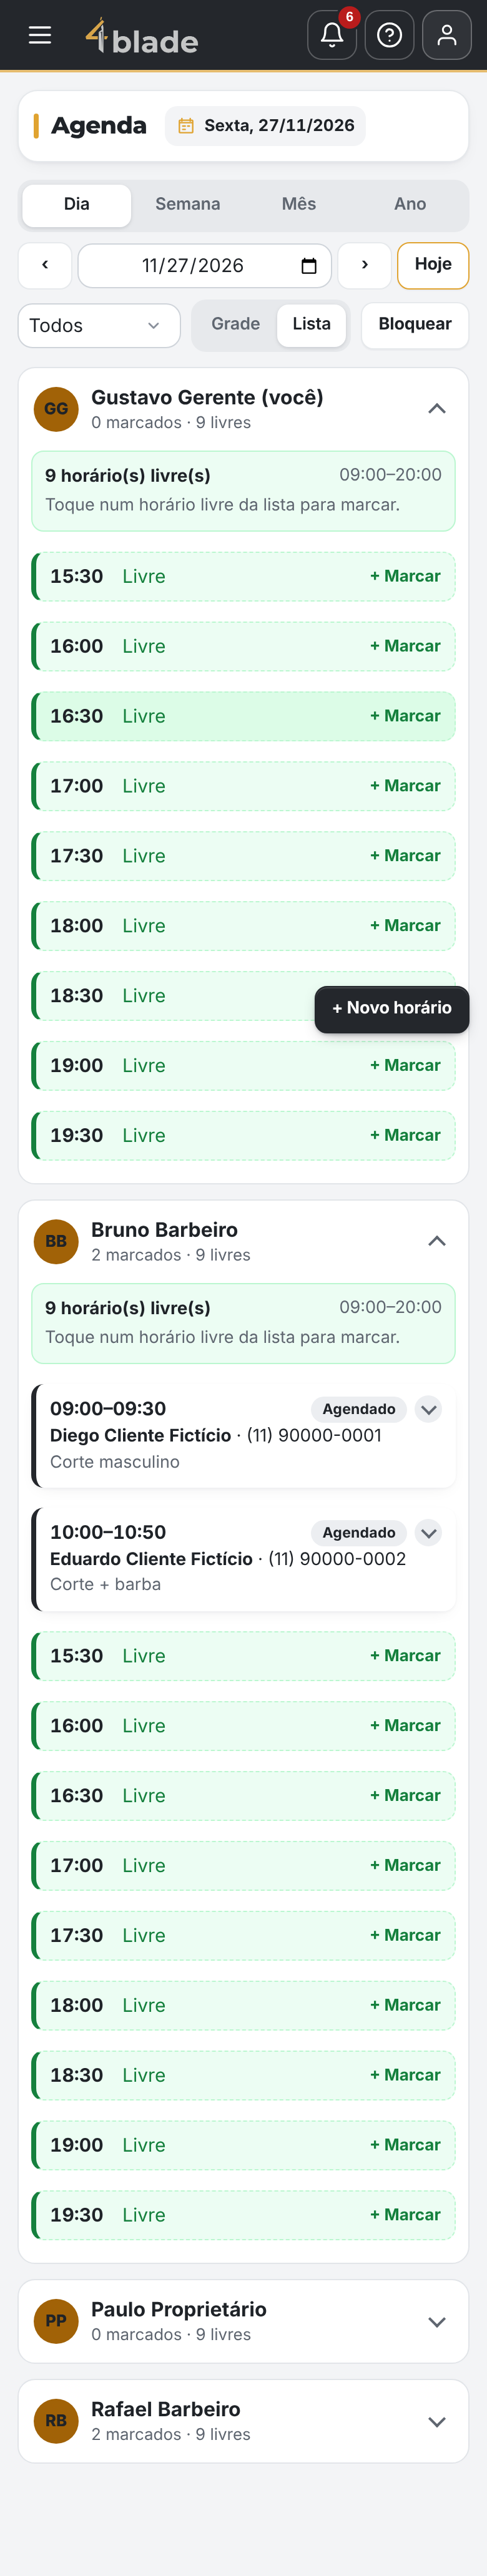 4blade
6
Agenda
Sexta, 27/11/2026
Dia Semana Mês Ano
‹ 11/27/2026 › Hoje
Todos Grade Lista Bloquear
GG
Gustavo Gerente (você)
0 marcados · 9 livres
9 horário(s) livre(s) 09:00–20:00
Toque num horário livre da lista para marcar.
15:30 Livre + Marcar
16:00 Livre + Marcar
16:30 Livre + Marcar
17:00 Livre + Marcar
17:30 Livre + Marcar
18:00 Livre + Marcar
18:30 Livre
+ Novo horário
19:00 Livre + Marcar
19:30 Livre + Marcar
BB
Bruno Barbeiro
2 marcados · 9 livres
9 horário(s) livre(s) 09:00–20:00
Toque num horário livre da lista para marcar.
09:00–09:30 Agendado
Diego Cliente Fictício · (11) 90000-0001
Corte masculino
10:00–10:50 Agendado
Eduardo Cliente Fictício · (11) 90000-0002
Corte + barba
15:30 Livre + Marcar
16:00 Livre + Marcar
16:30 Livre + Marcar
17:00 Livre + Marcar
17:30 Livre + Marcar
18:00 Livre + Marcar
18:30 Livre + Marcar
19:00 Livre + Marcar
19:30 Livre + Marcar
PP
Paulo Proprietário
0 marcados · 9 livres
RB
Rafael Barbeiro
2 marcados · 9 livres